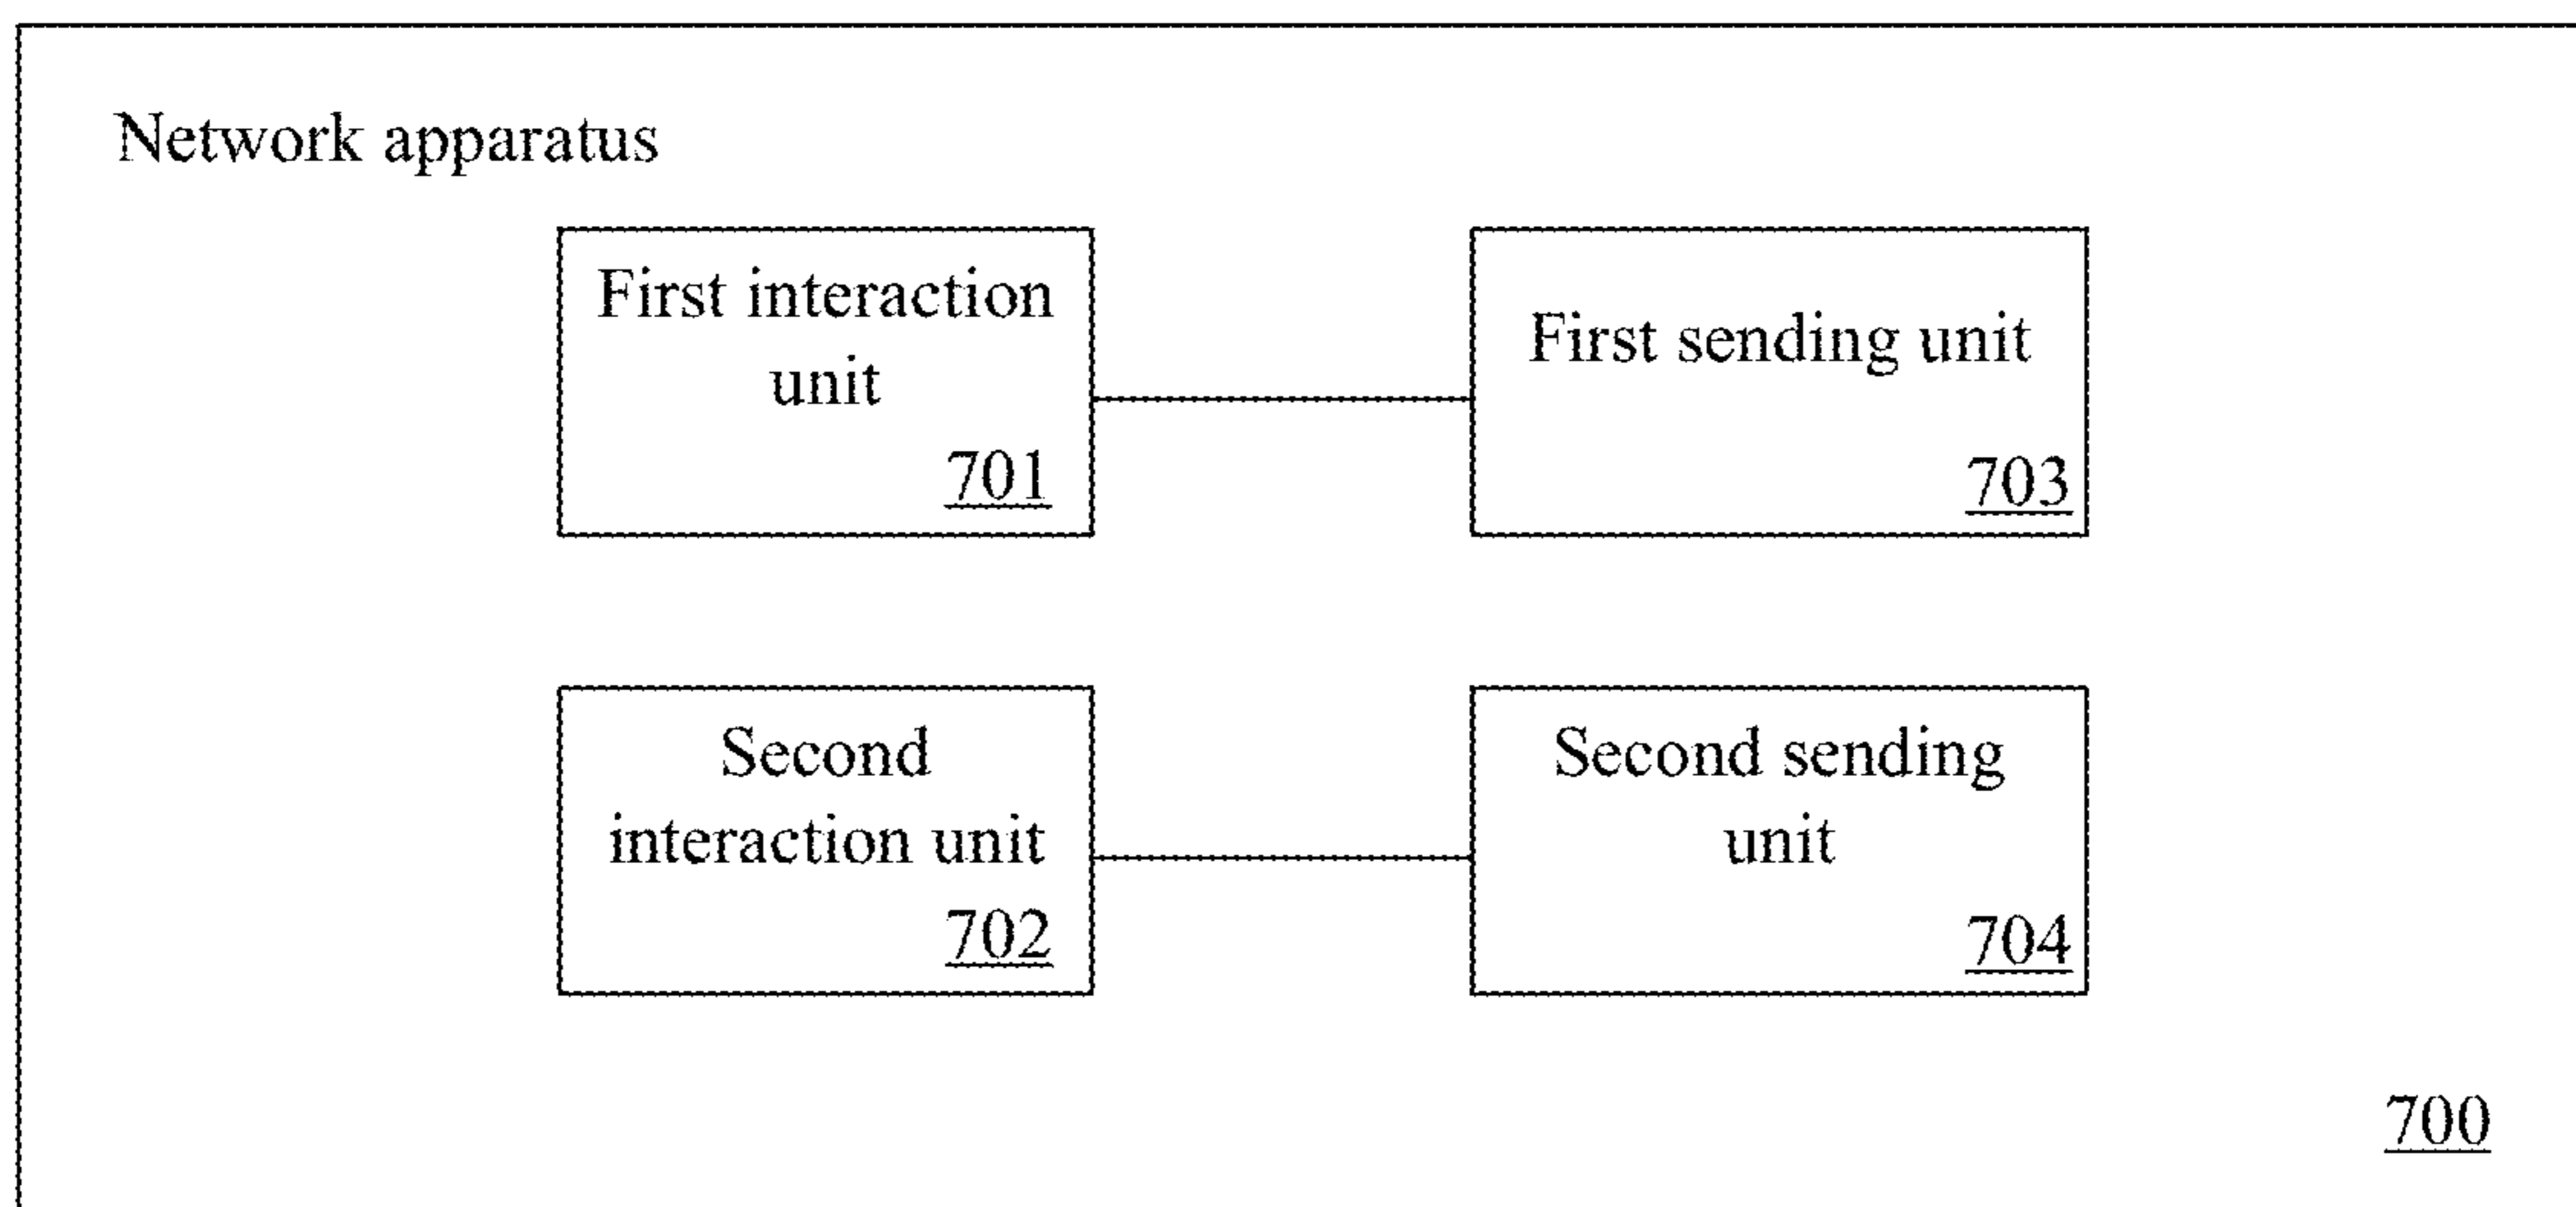 Network apparatus
First interaction
unit
701
First sending unit
703
Second
interaction unit
702
Second sending
unit
704
700